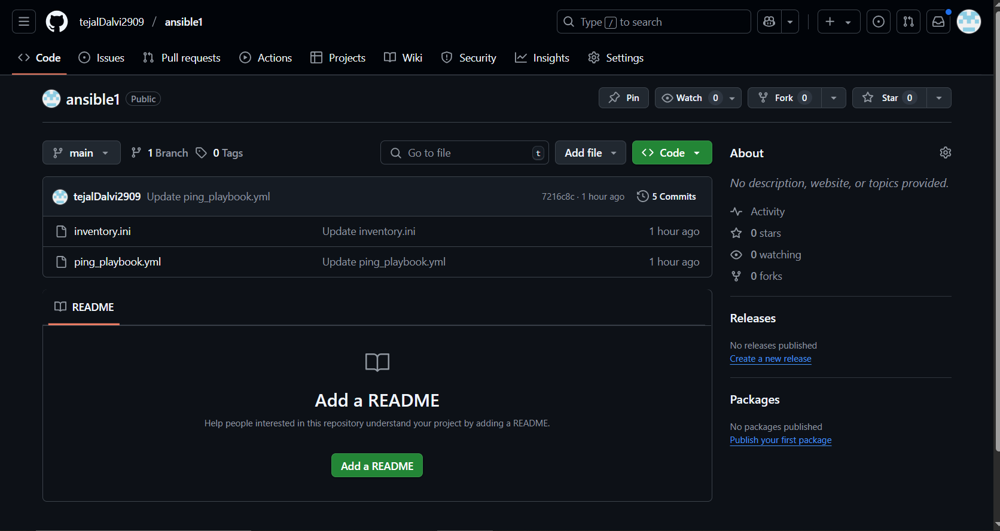 tejalDalvi2909 / ansible1
Type / to search
Code Issues Pull requests Actions Projects Wiki Security Insights Settings
ansible1 Public
Pin Watch 0 Fork 0 Star 0
main 1 Branch 0 Tags
Go to file t Add file Code
tejalDalvi2909 Update ping_playbook.yml 7216c8c · 1 hour ago 5 Commits
inventory.ini Update inventory.ini 1 hour ago
ping_playbook.yml Update ping_playbook.yml 1 hour ago
README
Add a README
Help people interested in this repository understand your project by adding a README.
Add a README
About
No description, website, or topics provided.
Activity
0 stars
0 watching
0 forks
Releases
No releases published
Create a new release
Packages
No packages published
Publish your first package